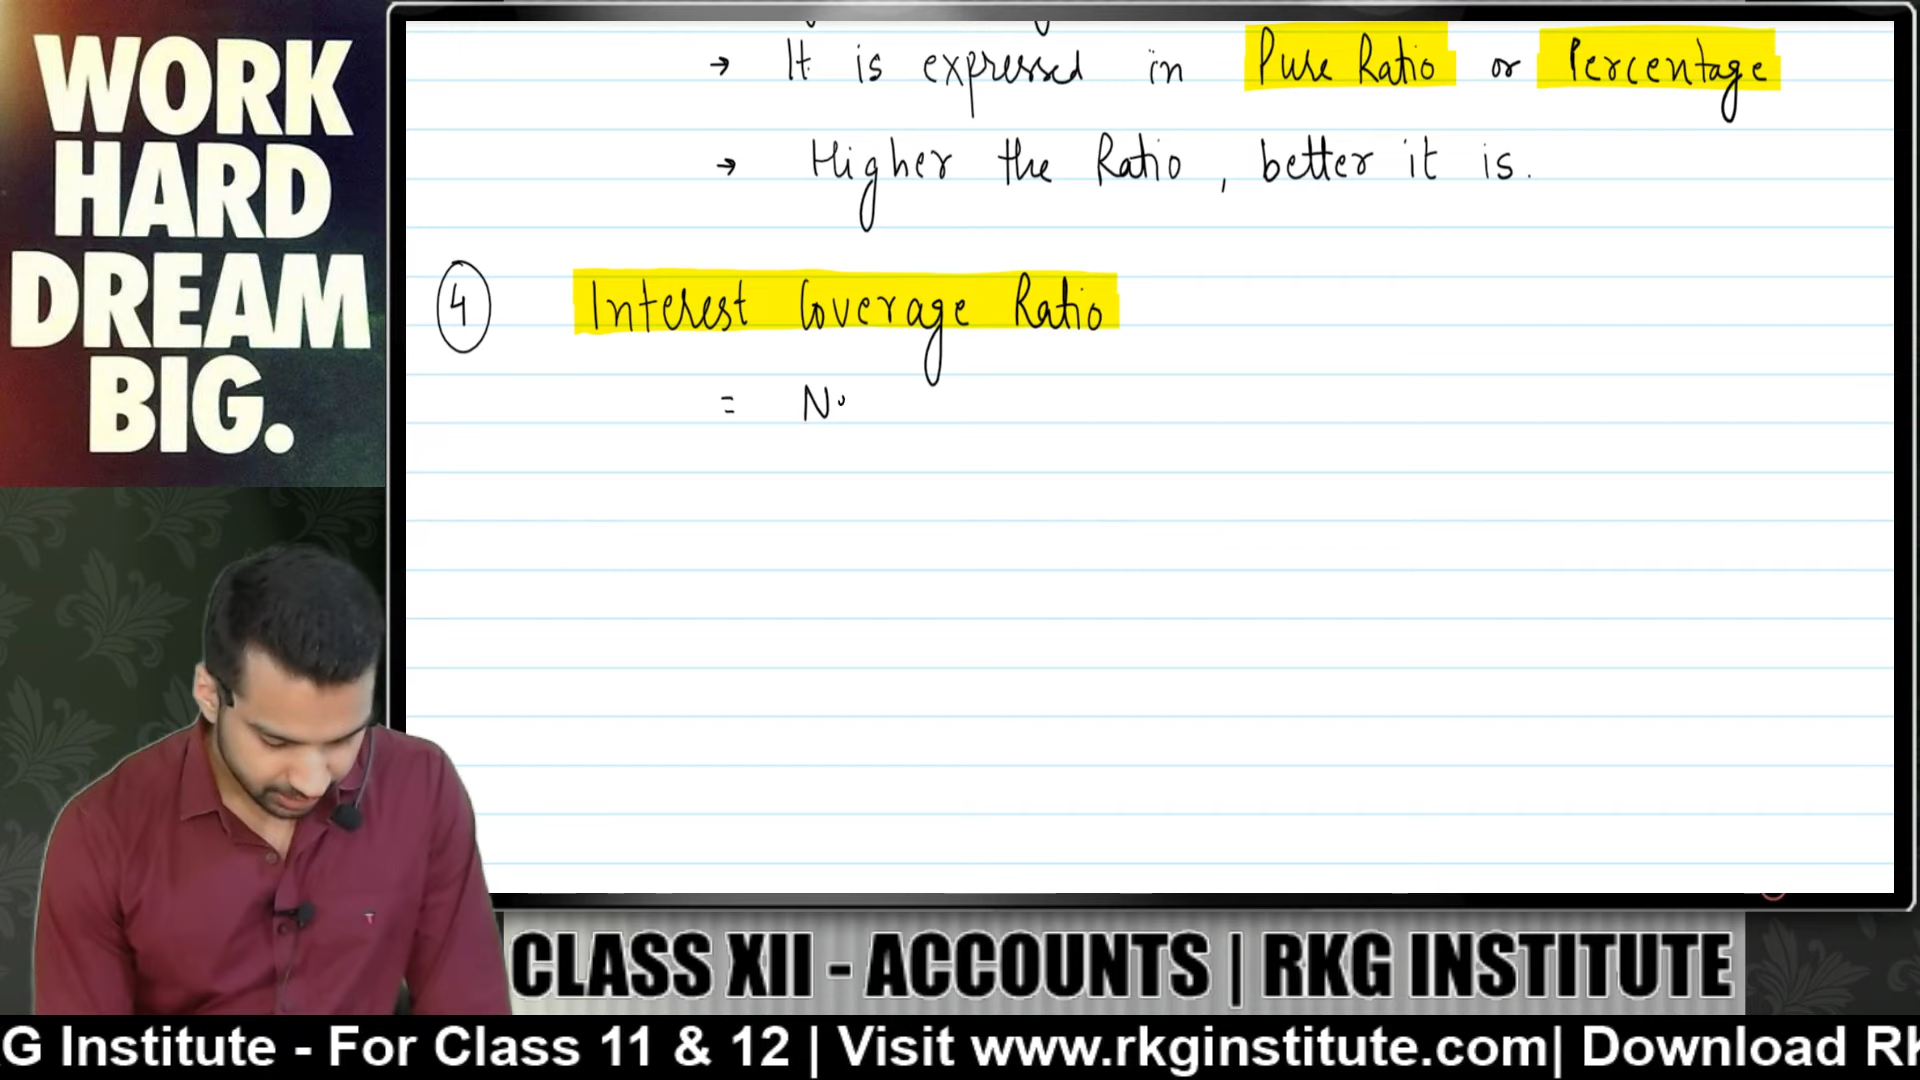 WORK
HARD
DREAM
BIG.
→ It is expressed in Pure Ratio or Percentage
→ Higher the Ratio, better it is.
4 Interest Coverage Ratio
= N
CLASS XII - ACCOUNTS | RKG INSTITUTE
G Institute - For Class 11 & 12 | Visit www.rkginstitute.com| Download RK